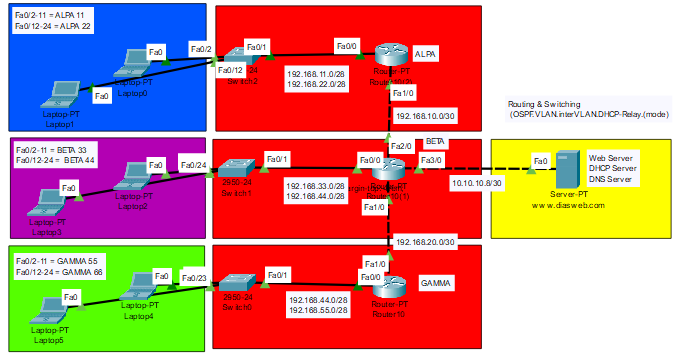 Fa0/2-11 = ALPA 11
Fa0/12-24 = ALPA 22
Fa0
Fa0/2
Fa0/1
Fa0/0
ALPA
Fa0
Fa0/12
-24
Switch2
Router-PT
Laptop-PT
Laptop0
Laptop-PT
Laptop1
192.168.11.0/28
192.168.22.0/28
Fa1/0
192.168.10.0/30
Routing & Switching
(OSPF.VLAN.interVLAN.DHCP-Relay.(mode)
Fa0/2-11 = BETA 33
Fa0/12-24 = BETA 44
Fa0
Fa0/24
Fa0/1
Fa0/0
Fa2/0
BETA
Fa3/0
Fa0
Web Server
DHCP Server
DNS Server
10.10.10.8/30
Server-PT
www.diasweb.com
2950-24
Switch1
192.168.33.0/28
192.168.44.0/28
Router-PT
Fa1/0
Laptop-PT
Laptop2
Fa0
Laptop-PT
Laptop3
192.168.20.0/30
Fa0/2-11 = GAMMA 55
Fa0/12-24 = GAMMA 66
Fa0
Fa0/23
Fa0/1
Fa1/0
Fa0/0
GAMMA
2950-24
Switch0
192.168.44.0/28
192.168.55.0/28
Router-PT
Router10
Laptop-PT
Laptop4
Fa0
Laptop-PT
Laptop5